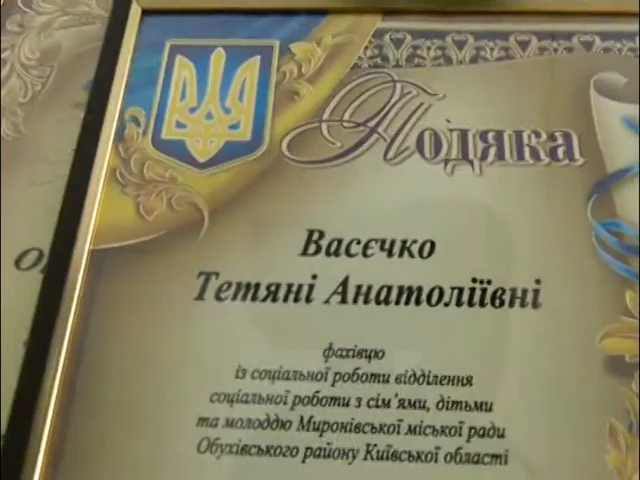 Подяка
Васєчко
Тетяні Анатоліївні
фахівцю
із соціальної роботи відділення
соціальної роботи з сім'ями, дітьми
та молоддю Миронівської міської ради
Обухівського району Київської області